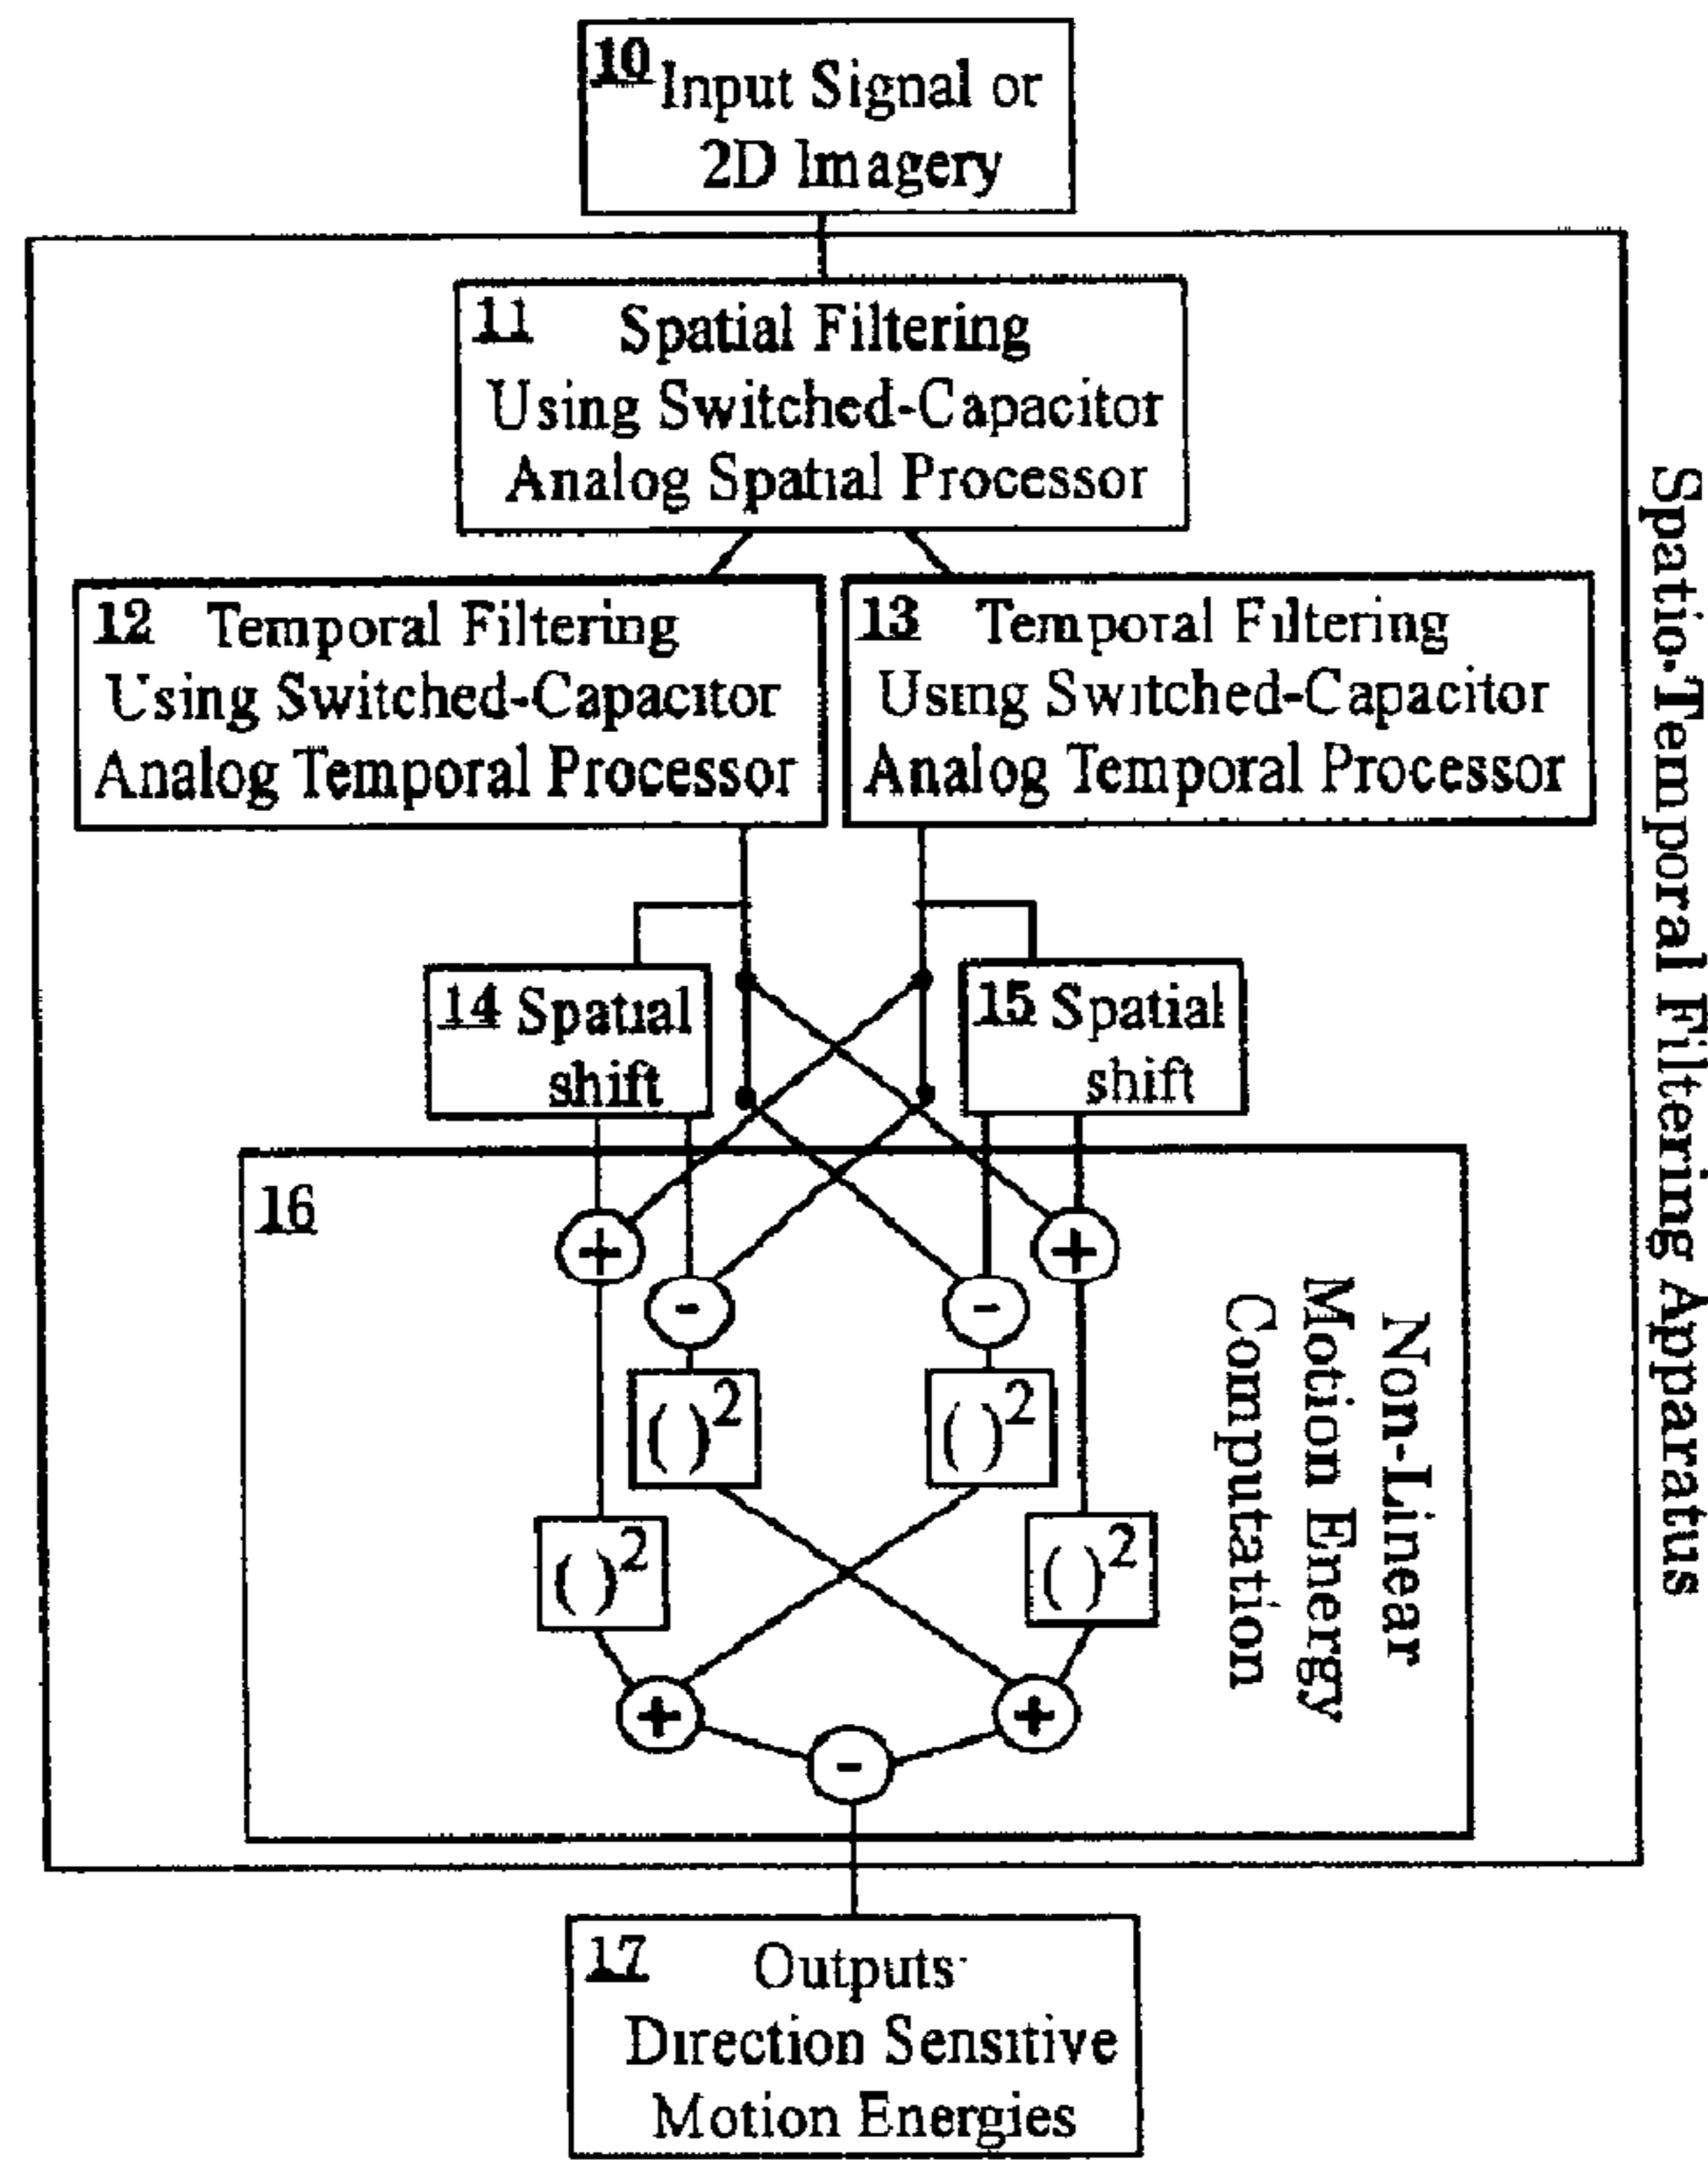 10 Input Signal or
2D Imagery
11 Spatial Filtering
Using Switched-Capacitor
Analog Spatial Processor
12 Temporal Filtering
Using Switched-Capacitor
Analog Temporal Processor
13 Temporal Filtering
Using Switched-Capacitor
Analog Temporal Processor
14 Spatial
shift
15 Spatial
shift
16
+
+
-
-
( )2
( )2
( )2
( )2
+
+
-
Non-Linear
Motion Energy
Computation
Spatio-Temporal Filtering Apparatus
17 Outputs
Direction Sensitive
Motion Energies